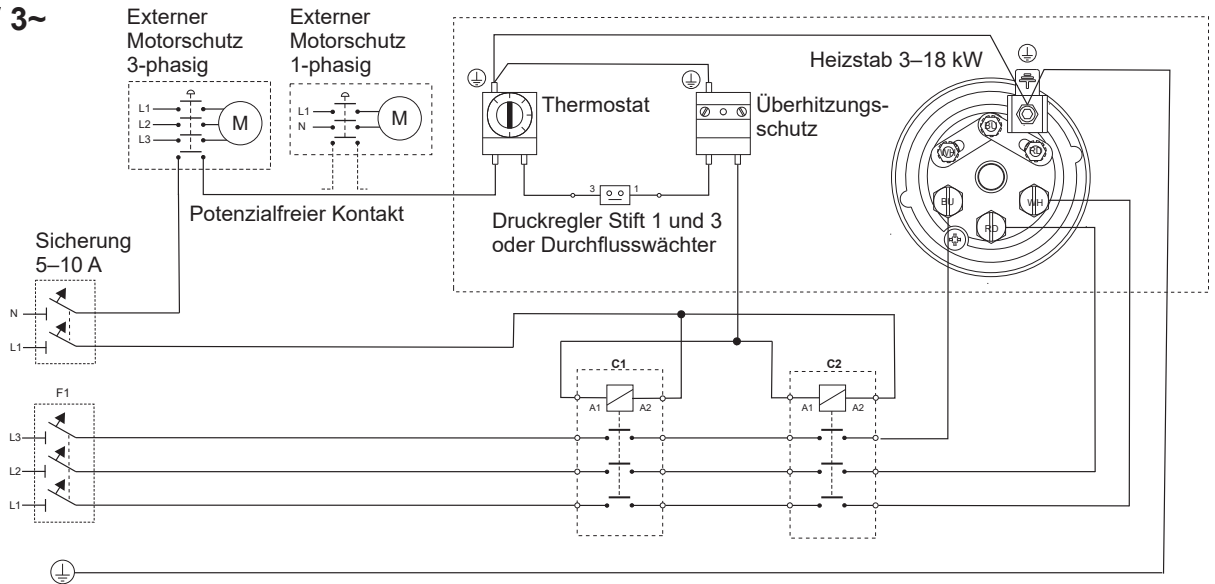 3~
Externer
Motorschutz
3-phasig
Externer
Motorschutz
1-phasig
L1
L2
L3
M
L1
N
M
Heizstab 3–18 kW
Thermostat
Überhitzungs-
schutz
BU
WH
RD
BU
WH
RD
3
1
Potenzialfreier Kontakt
Druckregler Stift 1 und 3
oder Durchflusswächter
Sicherung
5–10 A
N
L1
C1
C2
A1
A2
A1
A2
F1
L3
L2
L1